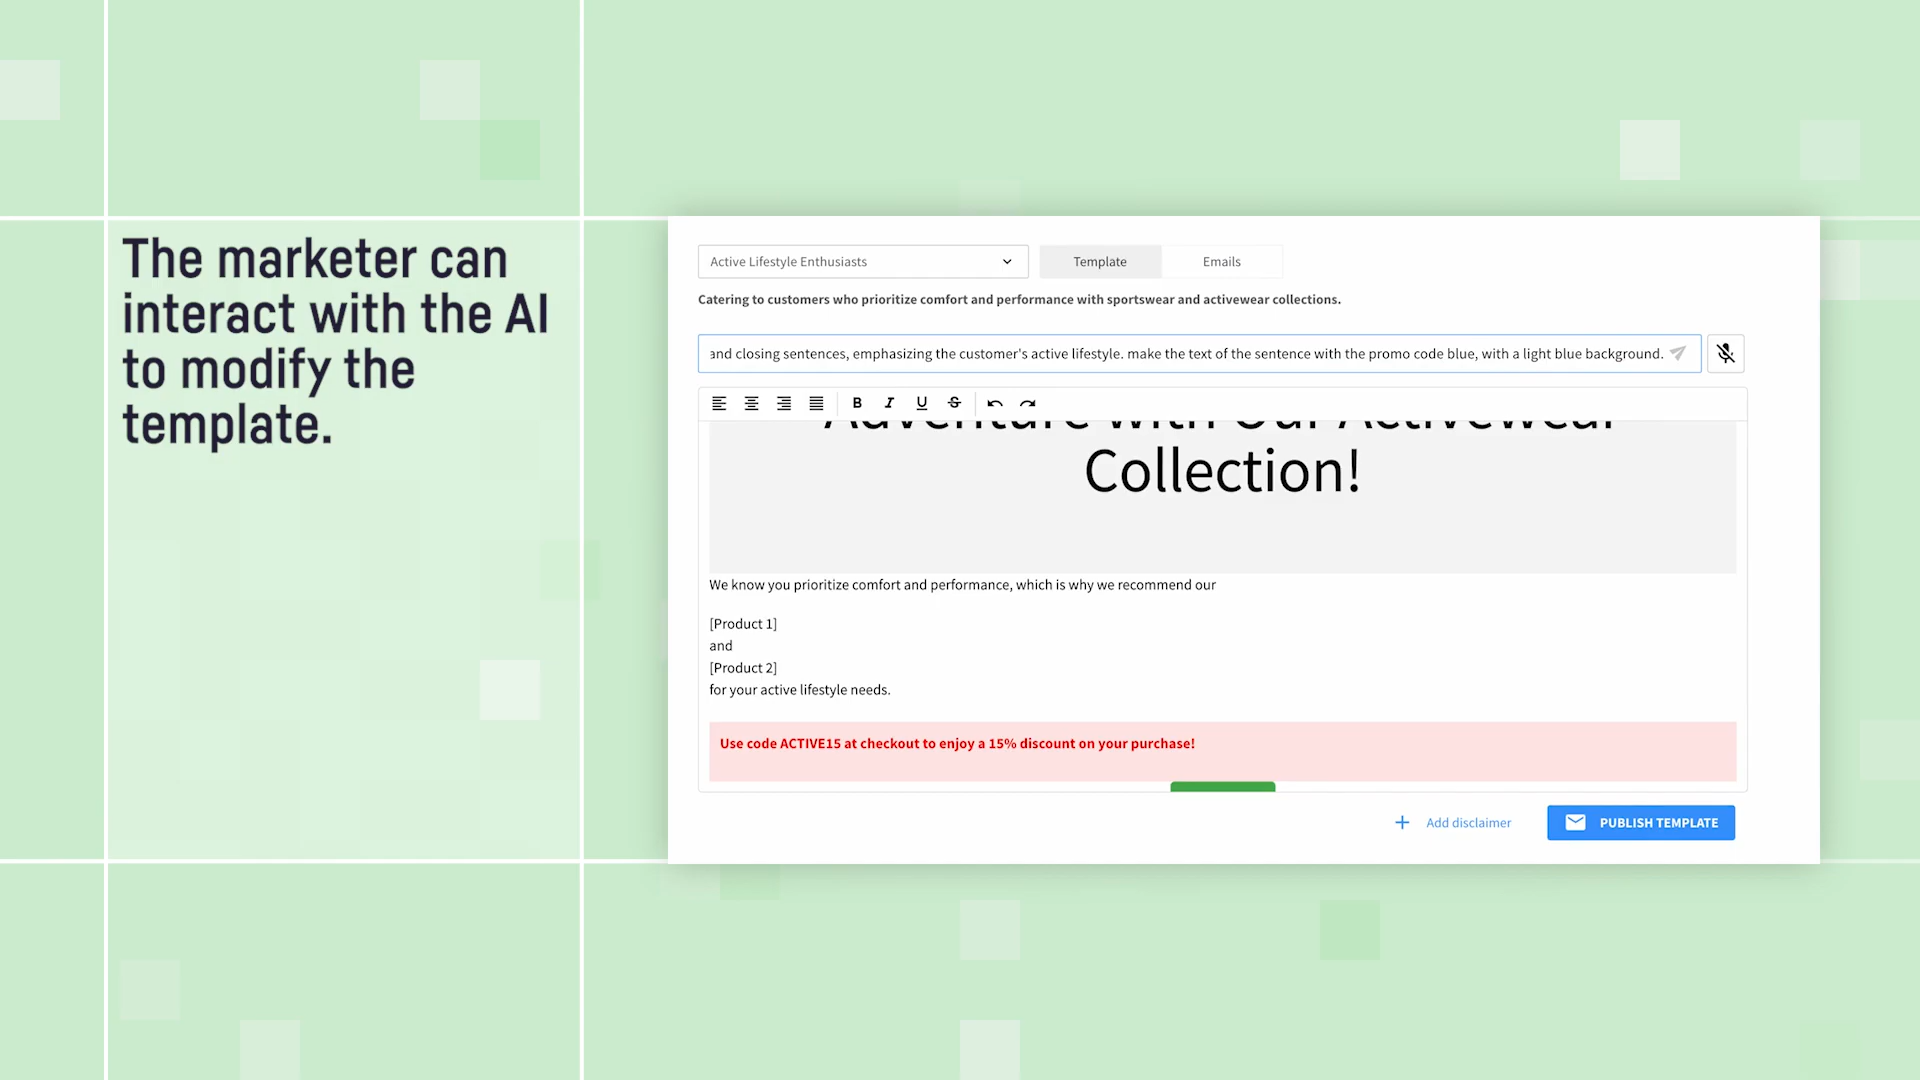 The marketer can
interact with the AI
to modify the
template.
Active Lifestyle Enthusiasts
Template
Emails
Catering to customers who prioritize comfort and performance with sportswear and activewear collections.
and closing sentences, emphasizing the customer's active lifestyle. make the text of the sentence with the promo code blue, with a light blue background.
B I U S
Adventure with Our Activewear
Collection!
We know you prioritize comfort and performance, which is why we recommend our
[Product 1]
and
[Product 2]
for your active lifestyle needs.
Use code ACTIVE15 at checkout to enjoy a 15% discount on your purchase!
+ Add disclaimer
PUBLISH TEMPLATE